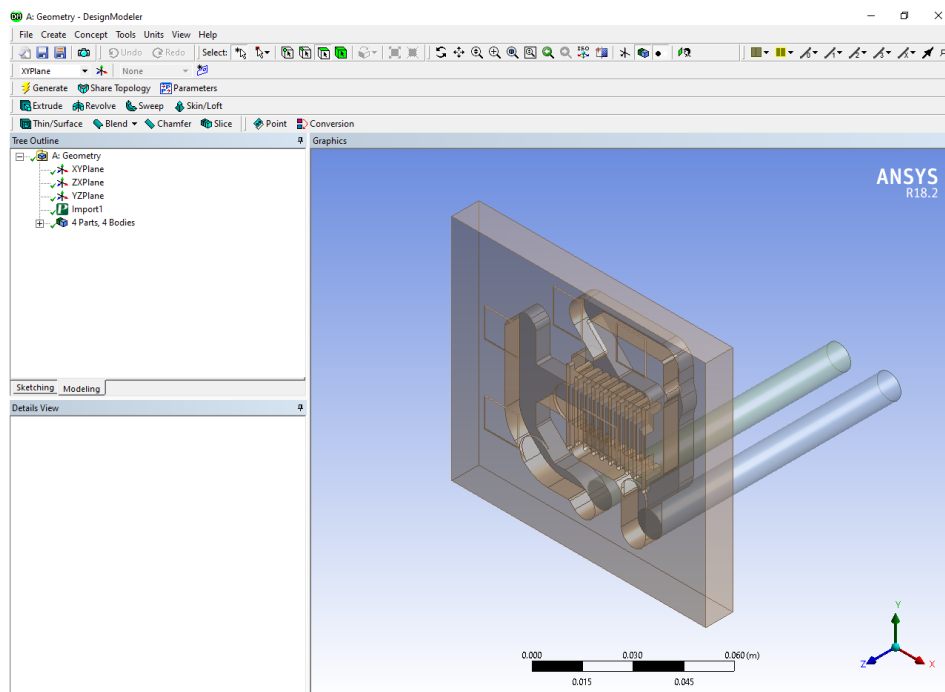 A: Geometry - DesignModeler
File Create Concept Tools Units View Help
Undo Redo Select: ISO
XYPlane None
Generate Share Topology Parameters
Extrude Revolve Sweep Skin/Loft
Thin/Surface Blend Chamfer Slice Point Conversion
Tree Outline
Graphics
A: Geometry
XYPlane
ZXPlane
YZPlane
Import1
4 Parts, 4 Bodies
ANSYS
R18.2
Sketching Modeling
Details View
Y
Z X
0.000 0.030 0.060 (m)
0.015 0.045